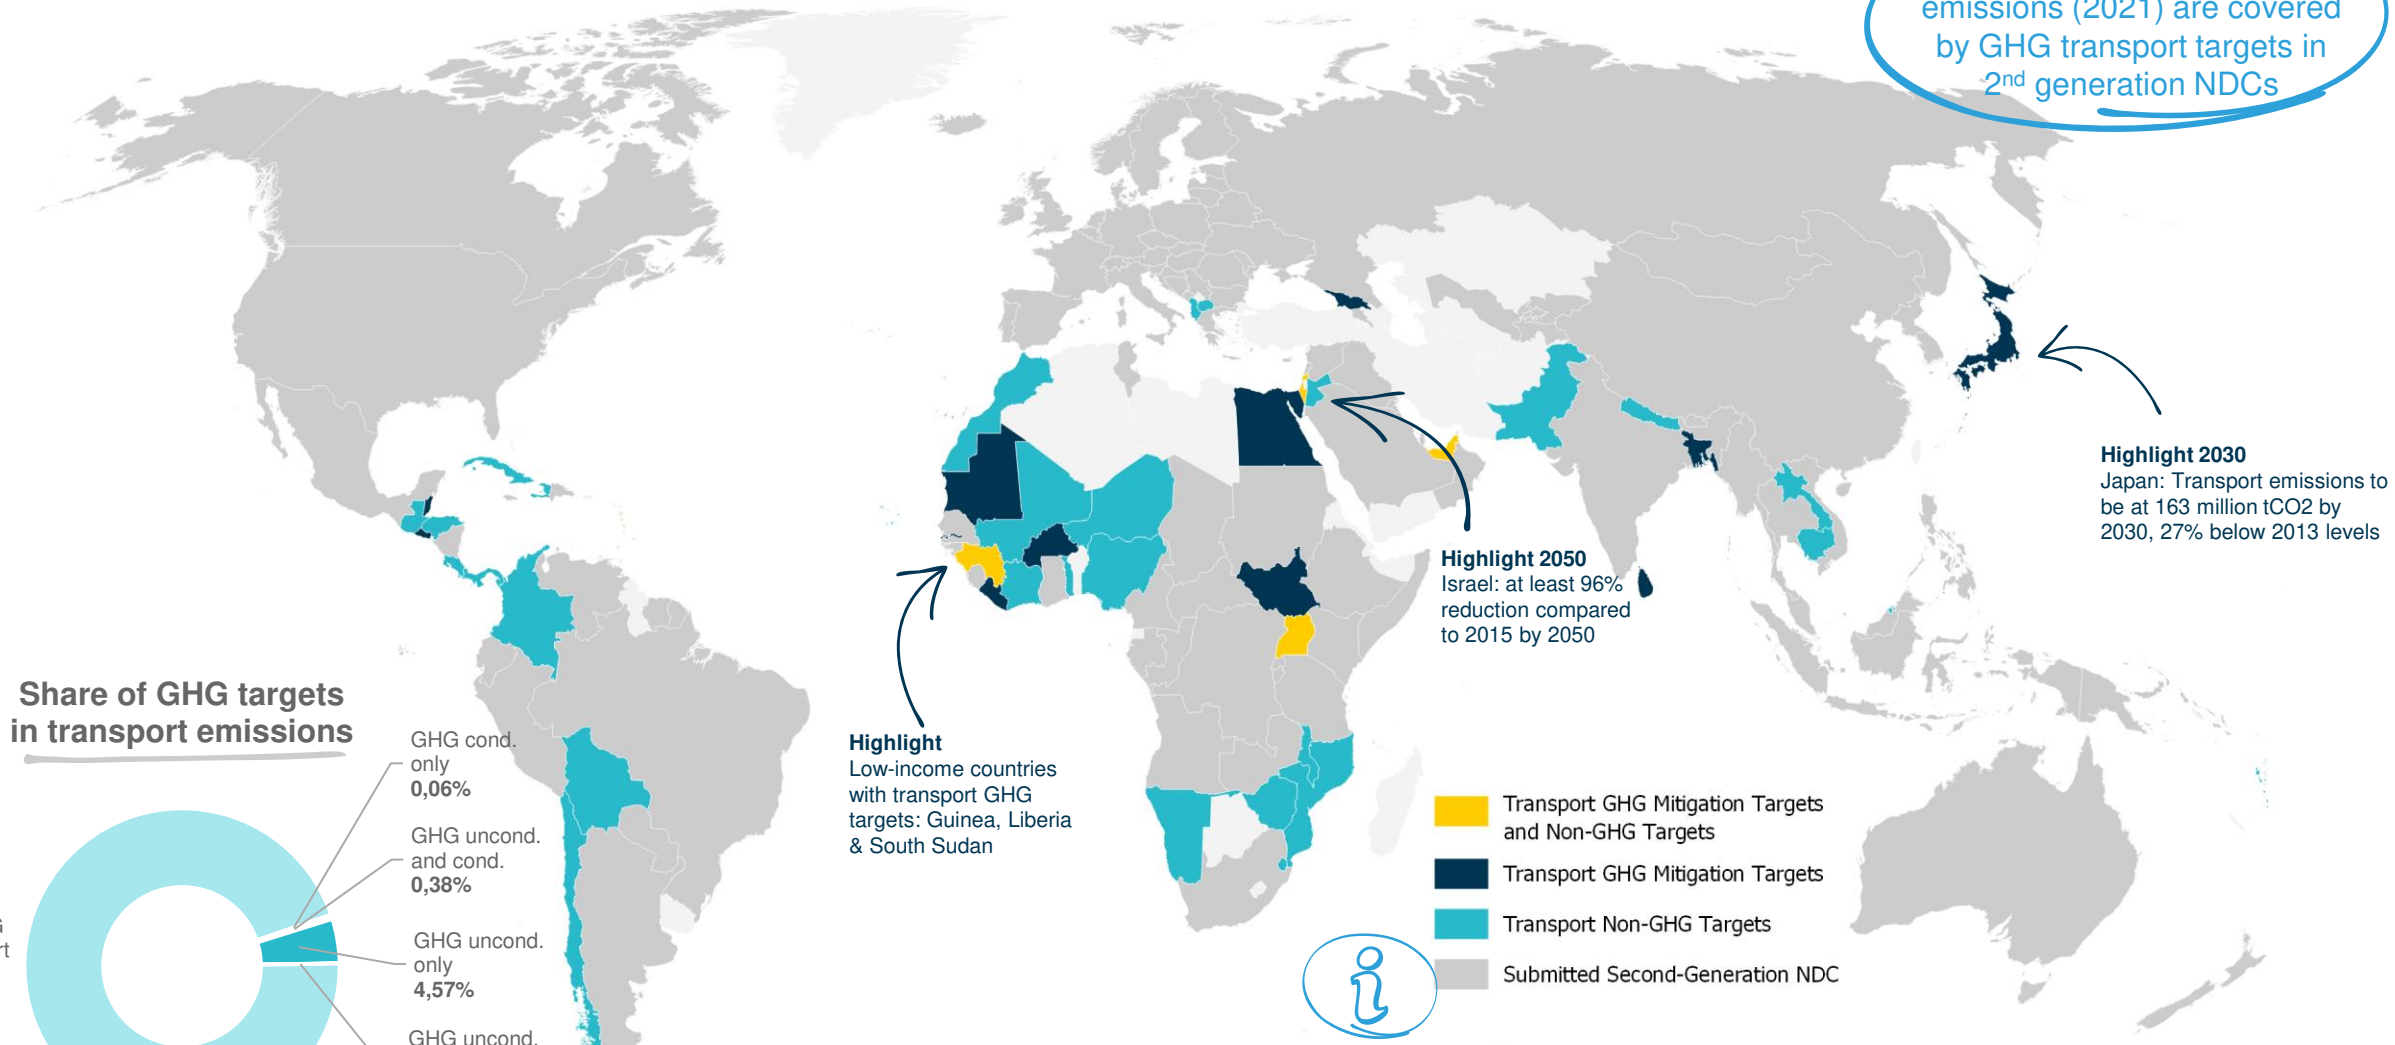 emissions (2021) are covered
by GHG transport targets in
2nd generation NDCs
Highlight 2030
Japan: Transport emissions to
be at 163 million tCO2 by
2030, 27% below 2013 levels
Highlight 2050
Israel: at least 96%
reduction compared
to 2015 by 2050
Highlight
Low-income countries
with transport GHG
targets: Guinea, Liberia
& South Sudan
Share of GHG targets
in transport emissions
GHG cond.
only
0,06%
GHG uncond.
and cond.
0,38%
GHG uncond.
only
4,57%
GHG uncond.
Transport GHG Mitigation Targets
and Non-GHG Targets
Transport GHG Mitigation Targets
Transport Non-GHG Targets
Submitted Second-Generation NDC
i